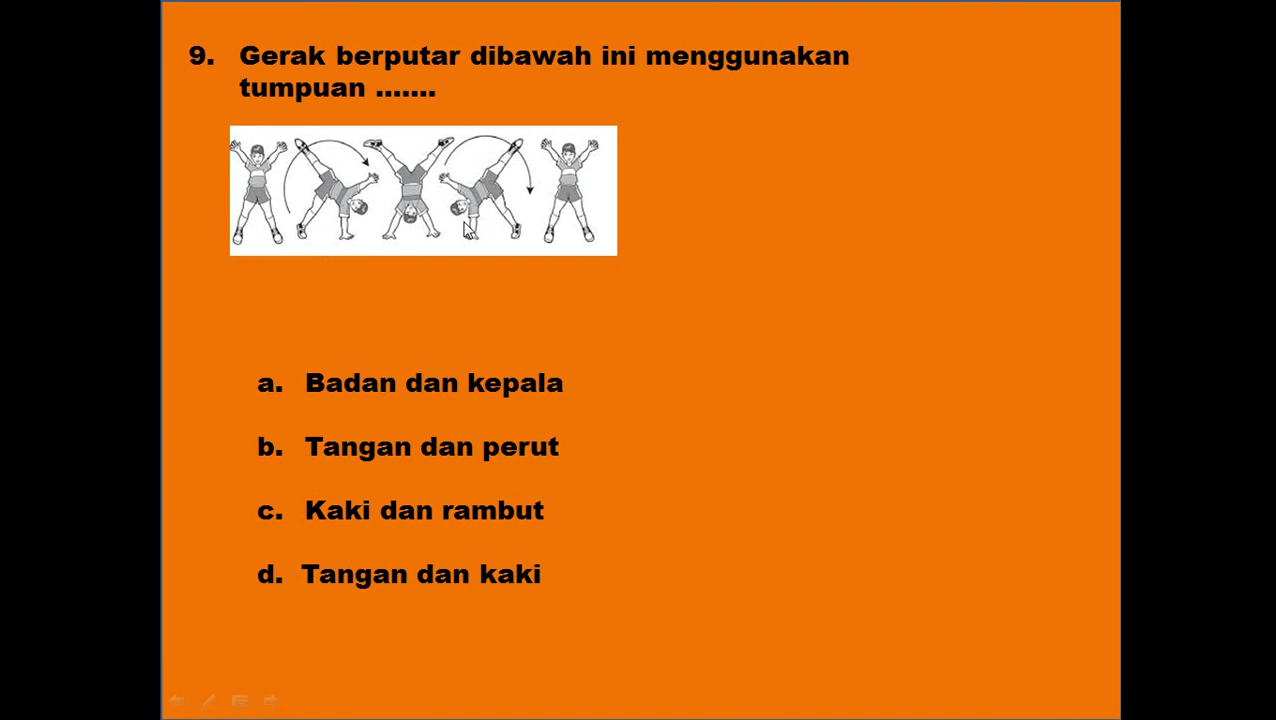 9. Gerak berputar dibawah ini menggunakan
tumpuan .......
a. Badan dan kepala
b. Tangan dan perut
c. Kaki dan rambut
d. Tangan dan kaki